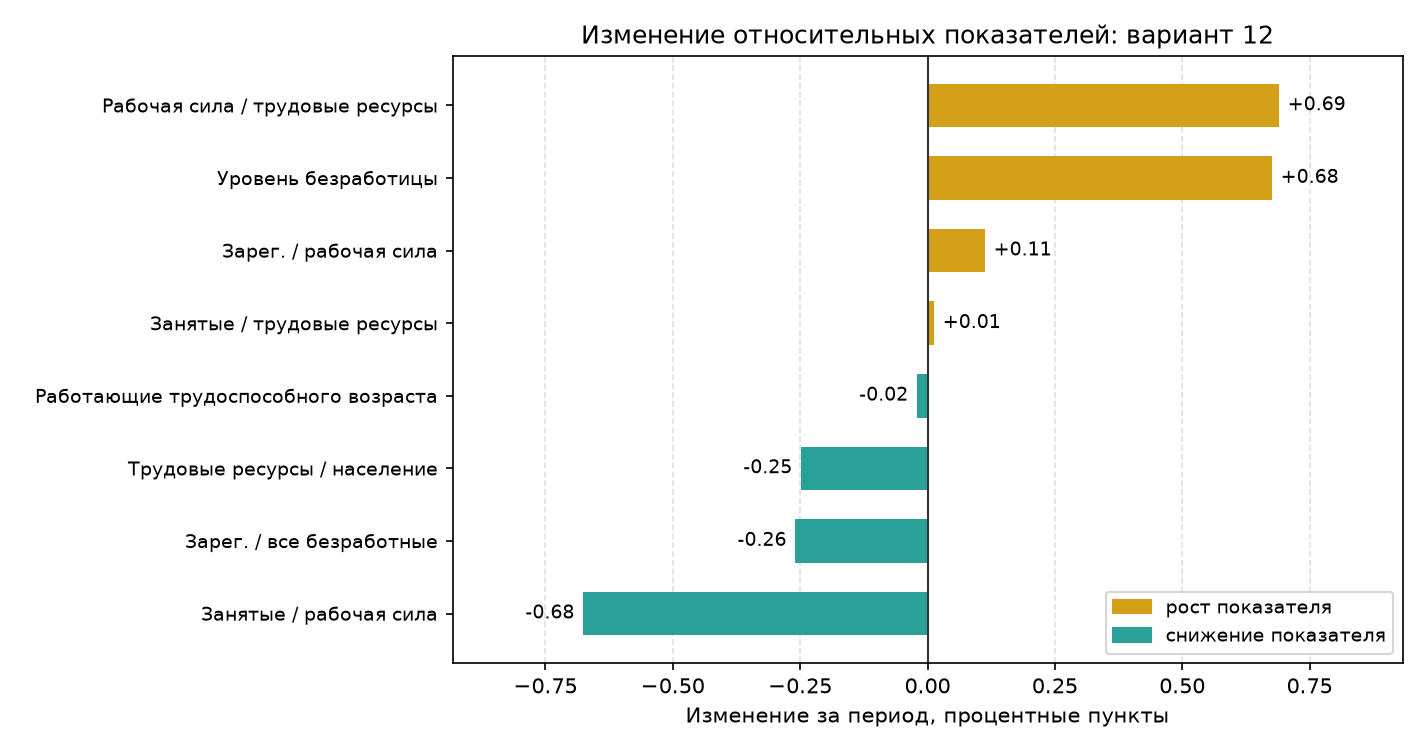 Изменение относительных показателей: вариант 12
Рабочая сила / трудовые ресурсы
+0.69
Уровень безработицы
+0.68
Зарег. / рабочая сила
+0.11
Занятые / трудовые ресурсы
+0.01
Работающие трудоспособного возраста
-0.02
Трудовые ресурсы / население
-0.25
Зарег. / все безработные
-0.26
Занятые / рабочая сила
-0.68
рост показателя
снижение показателя
−0.75 −0.50 −0.25 0.00 0.25 0.50 0.75
Изменение за период, процентные пункты